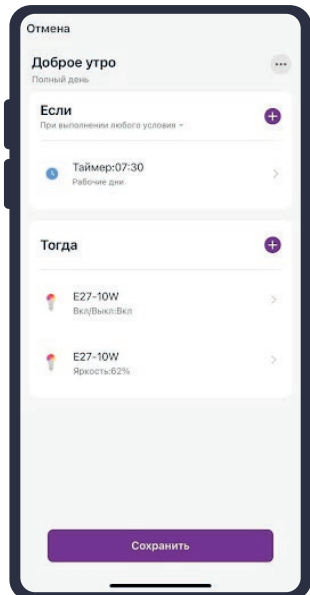 Отмена
Доброе утро
Полный день
Если
При выполнении любого условия
Таймер:07:30
Рабочие дни
Тогда
E27-10W
Вкл/Выкл:Вкл
E27-10W
Яркость:62%
Сохранить